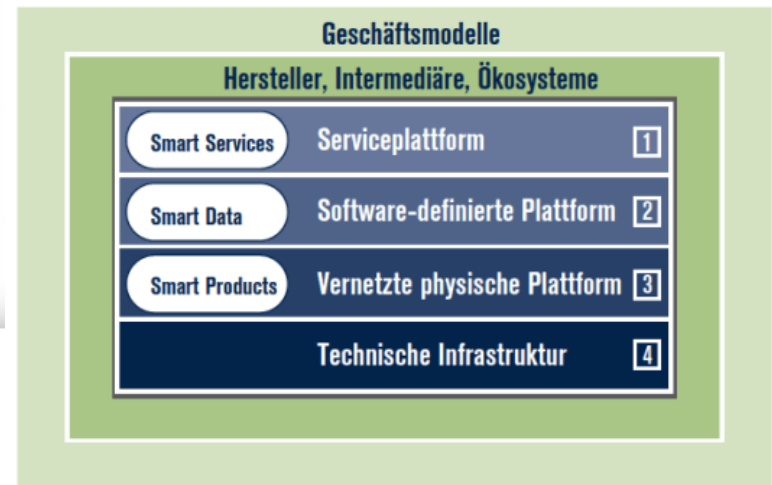 Geschäftsmodelle
Hersteller, Intermediäre, Ökosysteme
Smart Services Serviceplattform 1
Smart Data Software-definierte Plattform 2
Smart Products Vernetzte physische Plattform 3
Technische Infrastruktur 4